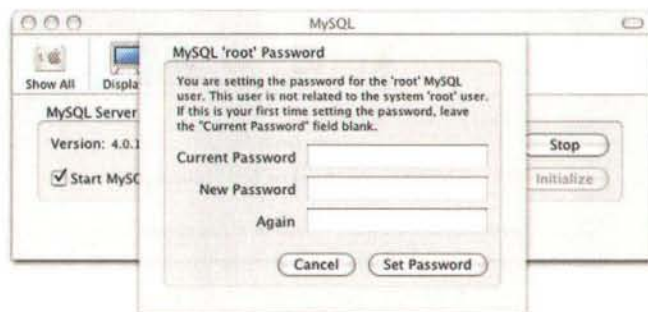 MySQL
Show All
Displa
MySQL 'root' Password
You are setting the password for the 'root' MySQL
user. This user is not related to the system 'root' user.
If this is your first time setting the password, leave
the "Current Password" field blank.
MySQL Server
Version: 4.0.1
Start MySQ
Current Password
New Password
Again
Cancel
Set Password
Stop
Initialize